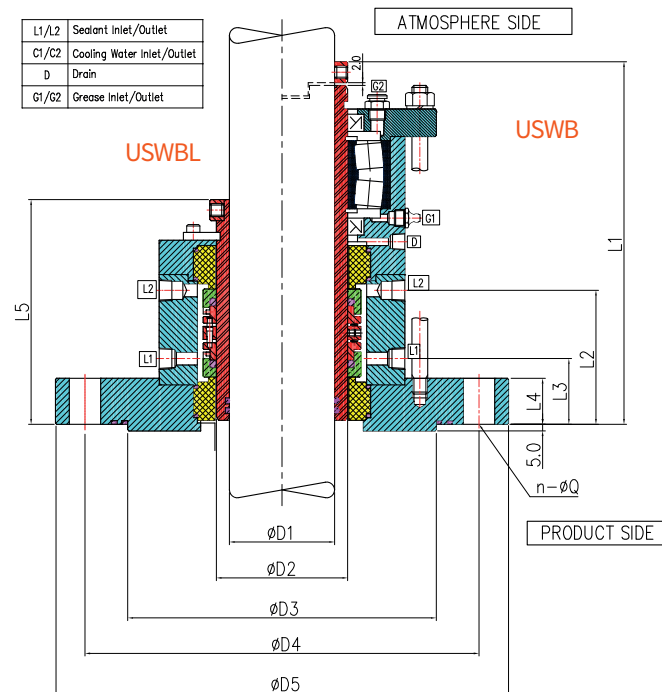 L1/L2 Sealant Inlet/Outlet
C1/C2 Cooling Water Inlet/Outlet
D Drain
G1/G2 Grease Inlet/Outlet
ATMOSPHERE SIDE
USWBL
USWB
2.0
G2
G1
D
L2
L2
L1
L1
L5
L1
L2
L3
L4
5.0
n-øQ
PRODUCT SIDE
øD1
øD2
øD3
øD4
øD5